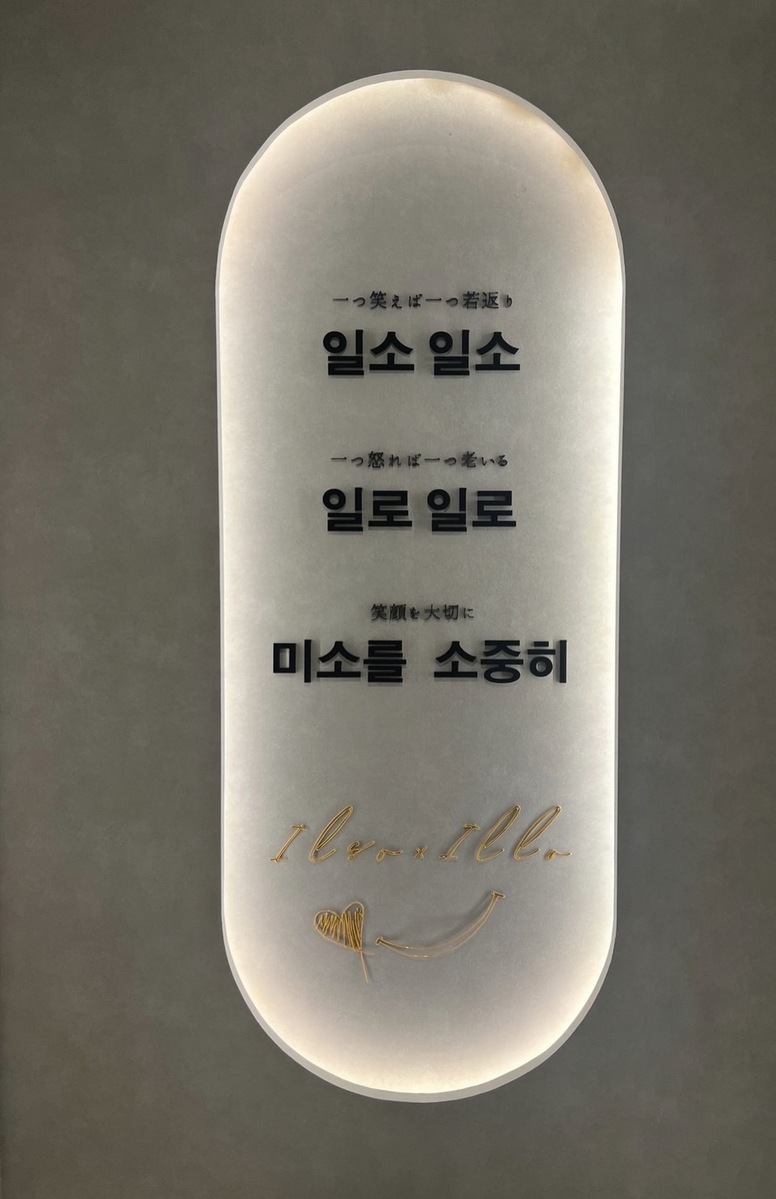 一つ笑えば一つ若返り
일소 일소
一つ怒れば一つ老いる
일로 일로
笑顔を大切に
미소를 소중히
Ilso×Illo